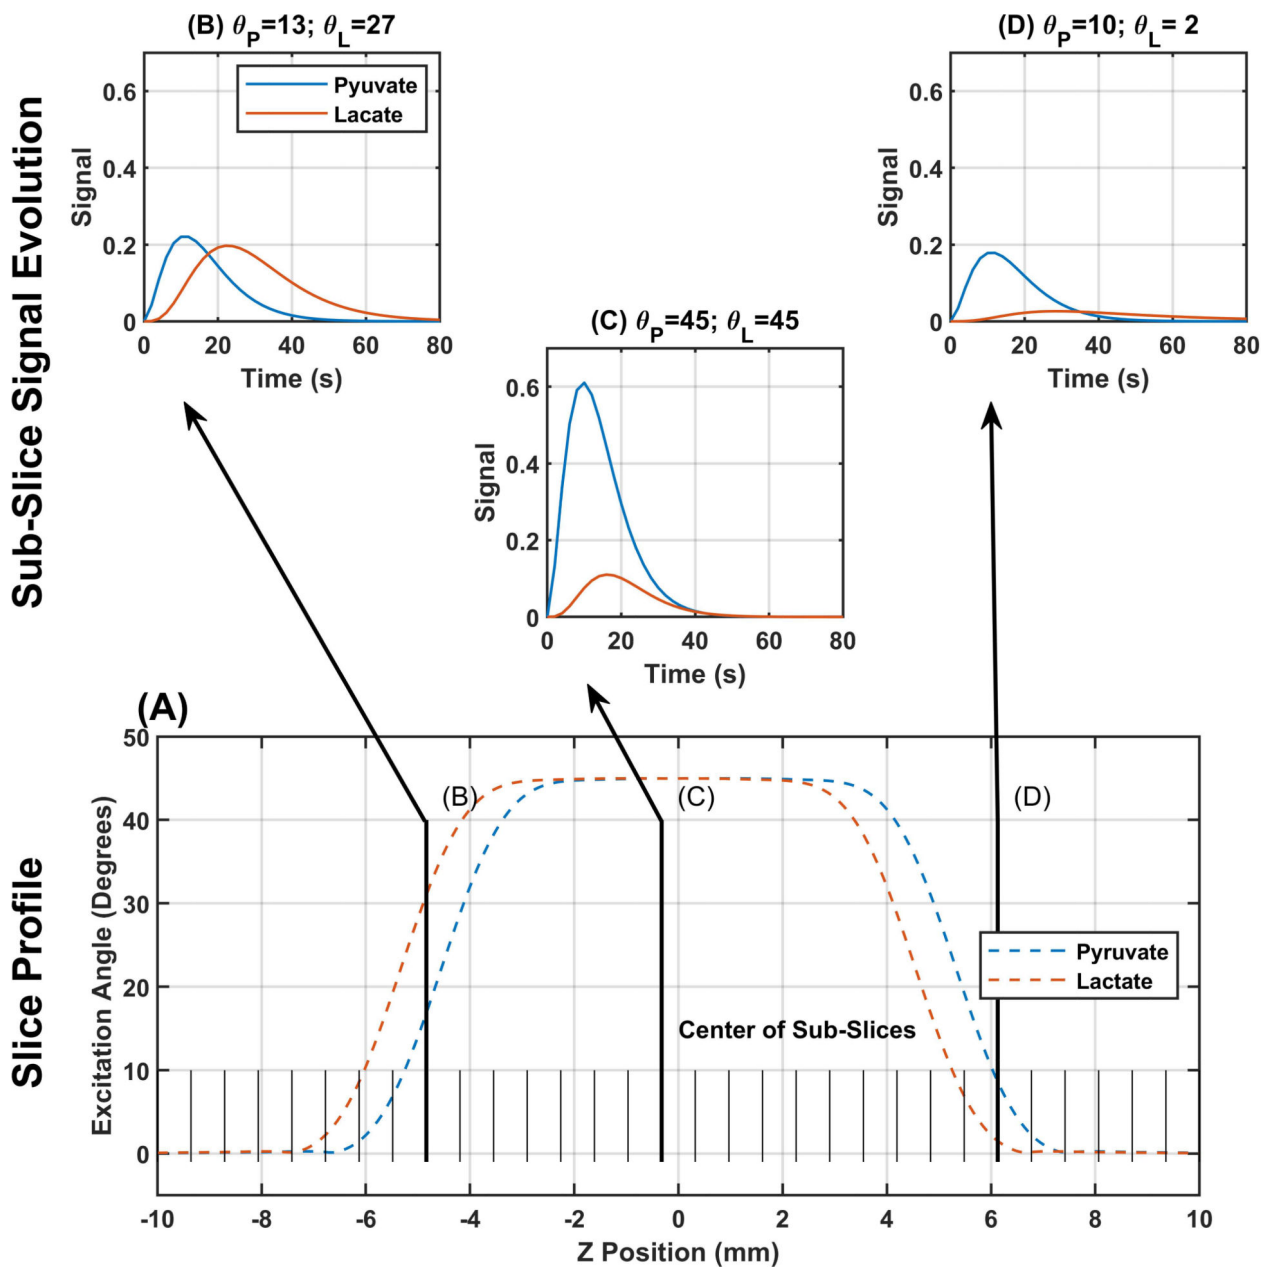 Sub-Slice Signal Evolution
(B) θP=13; θL=27
Pyuvate
Lacate
0.6
0.4
0.2
0
Signal
0 20 40 60 80
Time (s)
(C) θP=45; θL=45
0.6
0.4
0.2
0
Signal
0 20 40 60 80
Time (s)
(D) θP=10; θL= 2
0.6
0.4
0.2
0
Signal
0 20 40 60 80
Time (s)
Slice Profile
(A)
50
40
30
20
10
0
Excitation Angle (Degrees)
(B)
(C)
(D)
Pyruvate
Lactate
Center of Sub-Slices
-10 -8 -6 -4 -2 0 2 4 6 8 10
Z Position (mm)